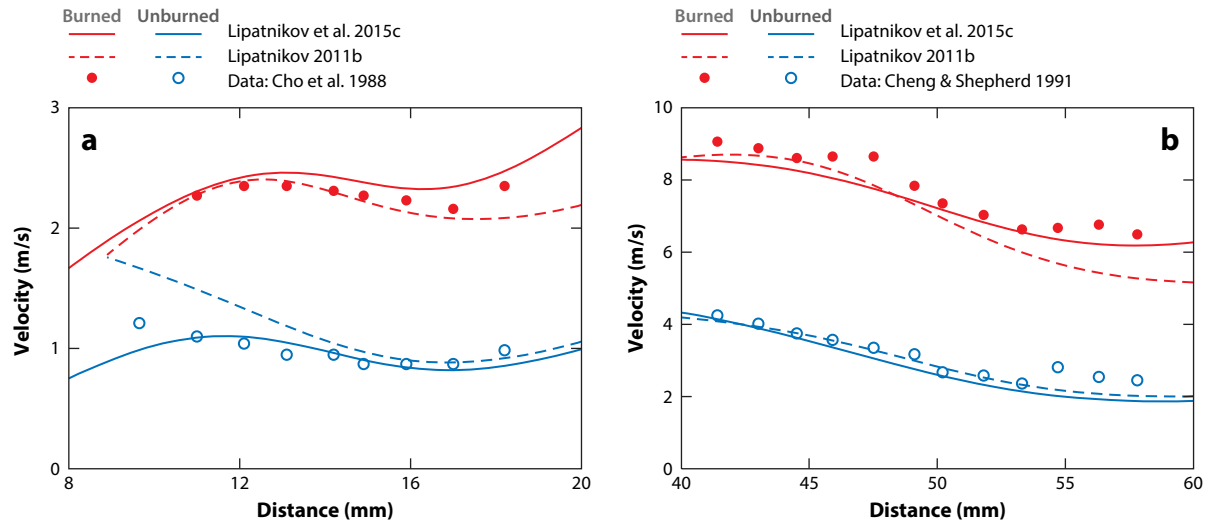 Burned Unburned
Lipatnikov et al. 2015c
Lipatnikov 2011b
Data: Cho et al. 1988
3
2
1
0
8 12 16 20
Velocity (m/s)
Distance (mm)
a
Burned Unburned
Lipatnikov et al. 2015c
Lipatnikov 2011b
Data: Cheng & Shepherd 1991
10
8
6
4
2
0
40 45 50 55 60
Velocity (m/s)
Distance (mm)
b